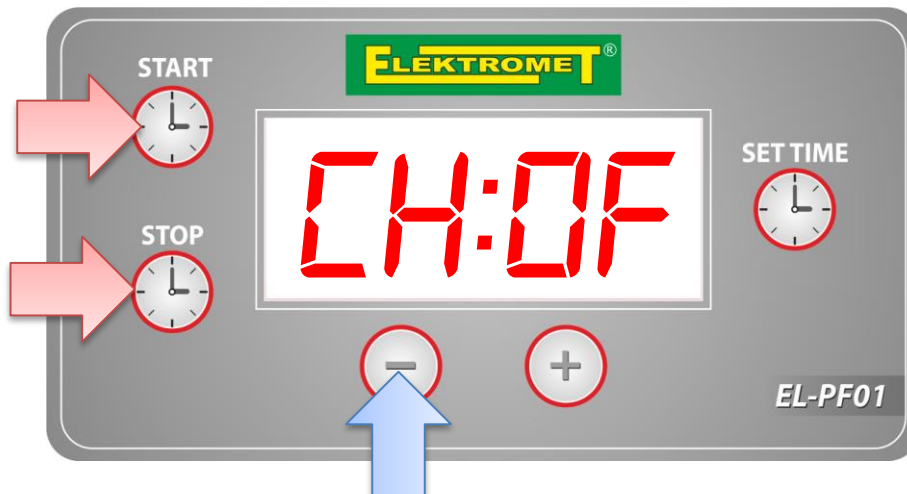 START
ELEKTROMET®
CH:OF
SET TIME
STOP
- +
EL-PF01